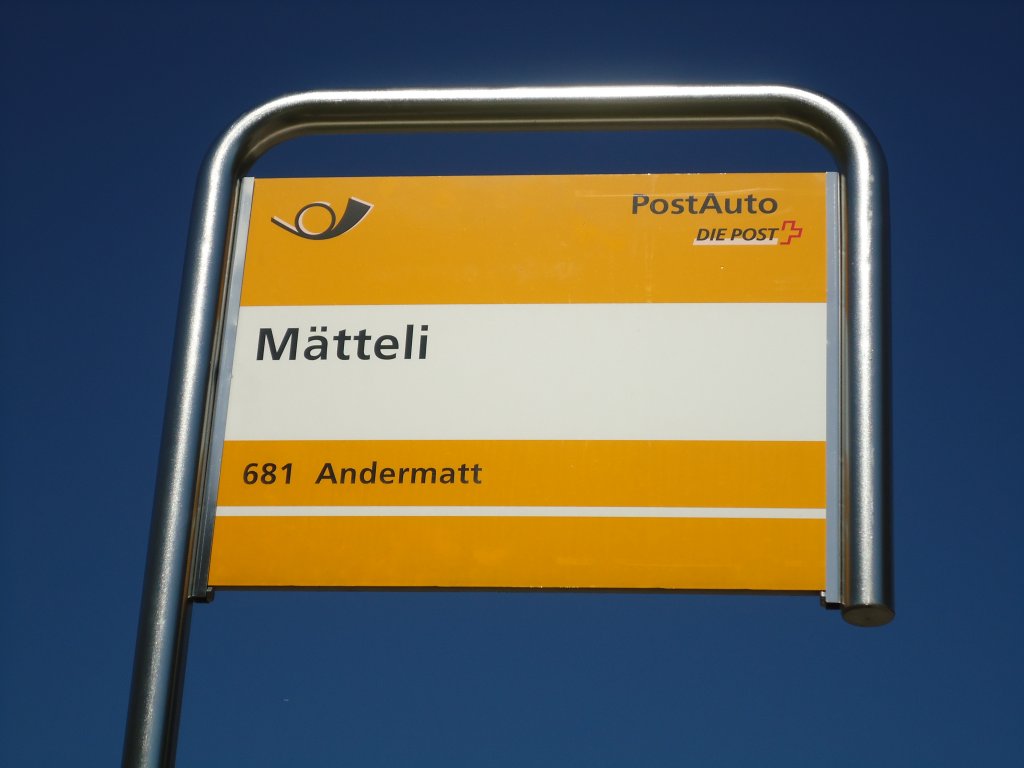 PostAuto
DIE POST
Mätteli
681 Andermatt